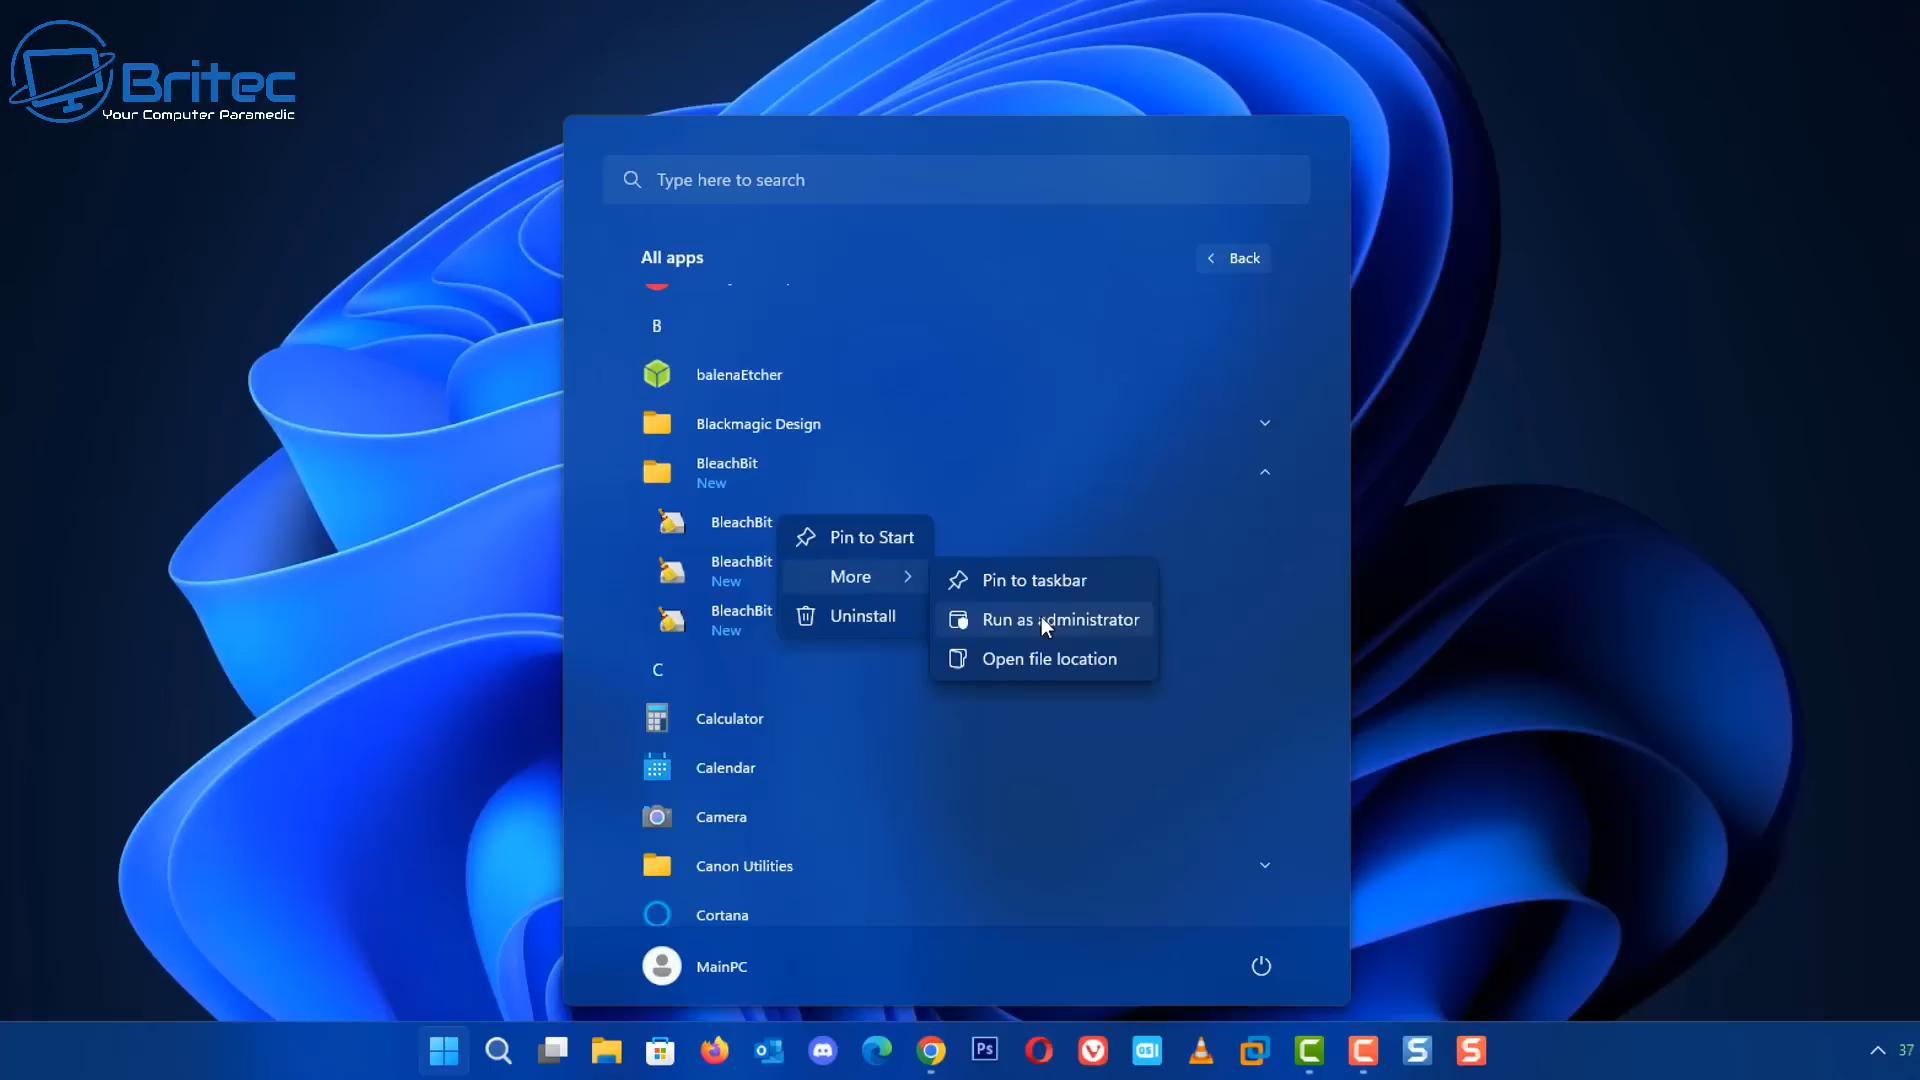 Britec
Your Computer Paramedic
Type here to search
All apps
Back
B
balenaEtcher
Blackmagic Design
BleachBit
New
BleachBit
BleachBit
New
BleachBit
New
Pin to Start
More
Uninstall
Pin to taskbar
Run as administrator
Open file location
C
Calculator
Calendar
Camera
Canon Utilities
Cortana
MainPC
Ps
OSI
C
C
S
S
37